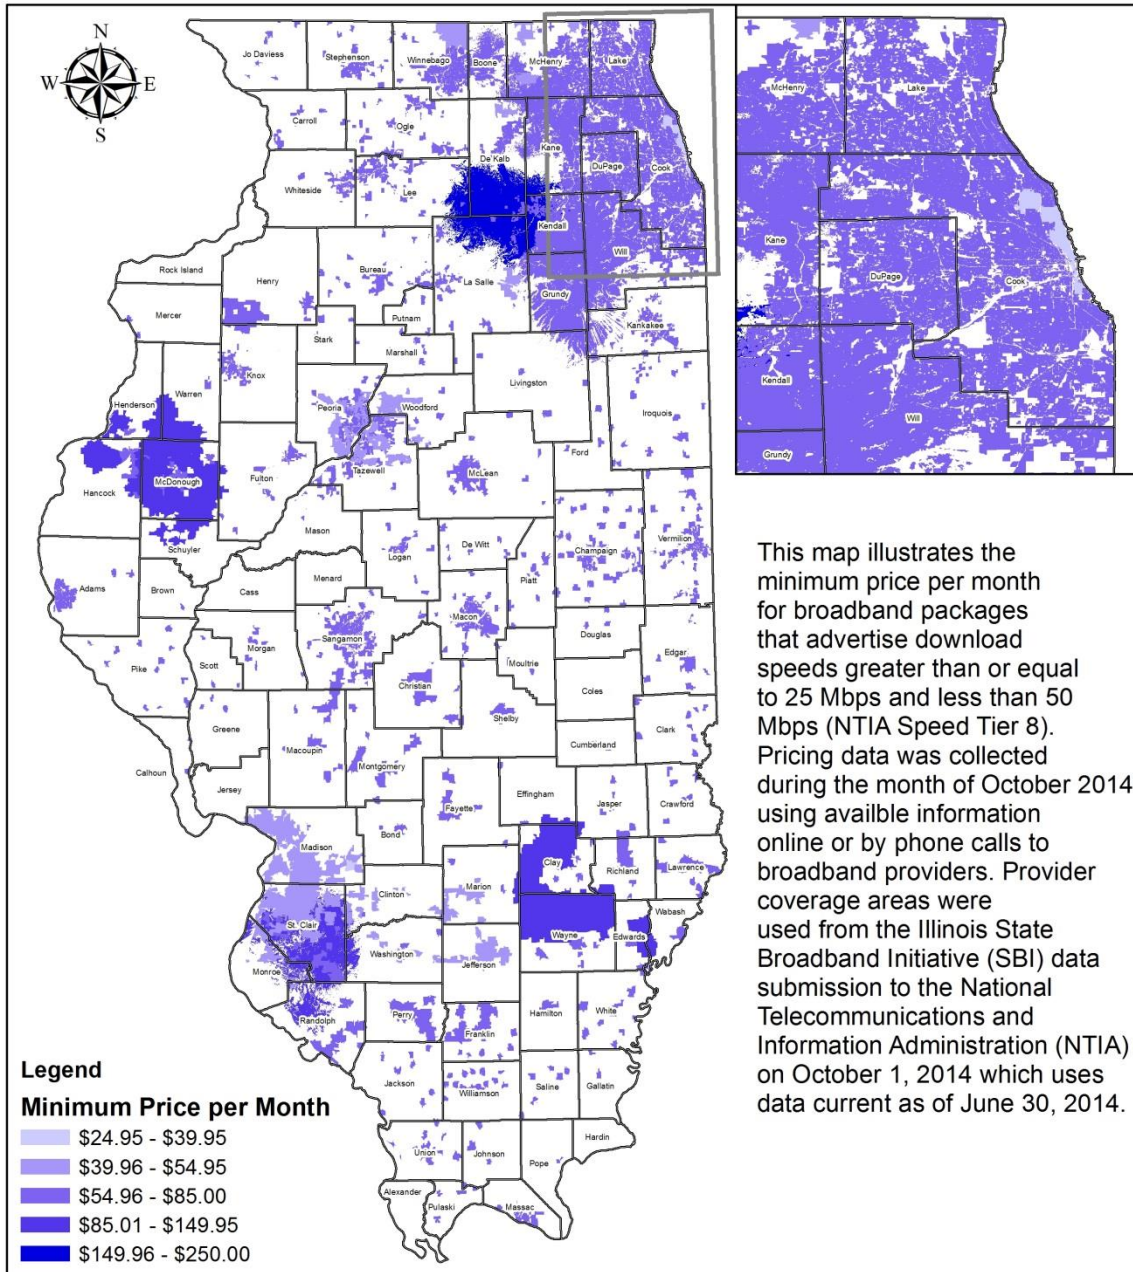 N
W E
S
Jo Daviess
Stephenson
Winnebago
Boone
McHenry
Lake
Carroll
Ogle
De Kalb
Kane
DuPage
Cook
Whiteside
Lee
Kendall
Will
Rock Island
Henry
Bureau
La Salle
Grundy
Mercer
Putnam
Kankakee
Stark
Marshall
Knox
Livingston
Henderson
Warren
Peoria
Woodford
Iroquois
Ford
McLean
Tazewell
Hancock
McDonough
Fulton
Mason
Schuyler
Logan
De Witt
Champaign
Vermilion
Piatt
Menard
Adams
Brown
Cass
Macon
Sangamon
Douglas
Morgan
Scott
Pike
Moultrie
Edgar
Christian
Coles
Shelby
Greene
Clark
Macoupin
Cumberland
Montgomery
Calhoun
Jersey
Effingham
Jasper
Crawford
Fayette
Bond
Madison
Clay
Richland
Lawrence
Marion
Clinton
Wabash
St. Clair
Wayne
Edwards
Washington
Jefferson
Monroe
Hamilton
White
Perry
Randolph
Franklin
Jackson
Williamson
Saline
Gallatin
Hardin
Union
Johnson
Pope
Alexander
Pulaski
Massac
McHenry
Lake
Kane
DuPage
Cook
Kendall
Will
Grundy
This map illustrates the
minimum price per month
for broadband packages
that advertise download
speeds greater than or equal
to 25 Mbps and less than 50
Mbps (NTIA Speed Tier 8).
Pricing data was collected
during the month of October 2014
using availble information
online or by phone calls to
broadband providers. Provider
coverage areas were
used from the Illinois State
Broadband Initiative (SBI) data
submission to the National
Telecommunications and
Information Administration (NTIA)
on October 1, 2014 which uses
data current as of June 30, 2014.
Legend
Minimum Price per Month
$24.95 - $39.95
$39.96 - $54.95
$54.96 - $85.00
$85.01 - $149.95
$149.96 - $250.00